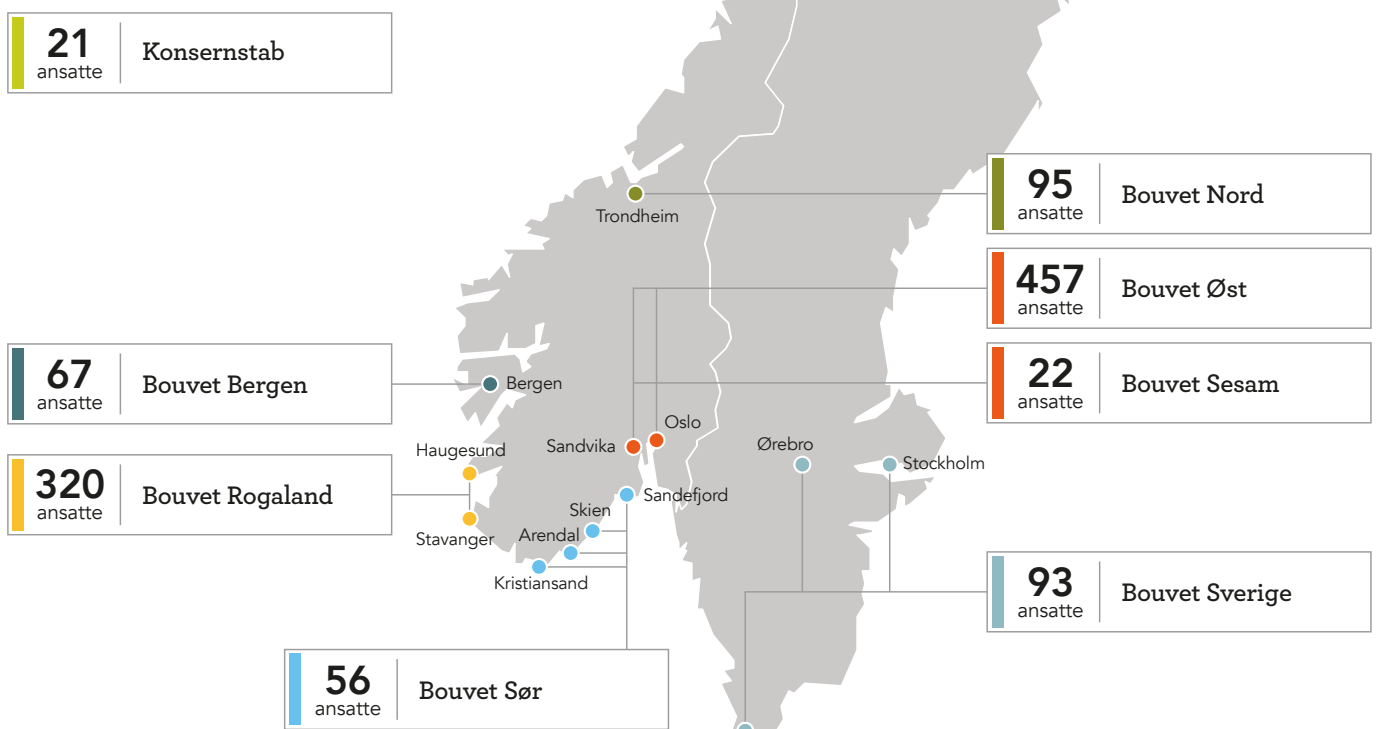 21
ansatte
Konsernstab
95
ansatte
Bouvet Nord
Trondheim
457
ansatte
Bouvet Øst
67
ansatte
Bouvet Bergen
Bergen
22
ansatte
Bouvet Sesam
Oslo
Haugesund
Sandvika
Ørebro
Stockholm
320
ansatte
Bouvet Rogaland
Sandefjord
Skien
Stavanger
Arendal
Kristiansand
93
ansatte
Bouvet Sverige
56
ansatte
Bouvet Sør